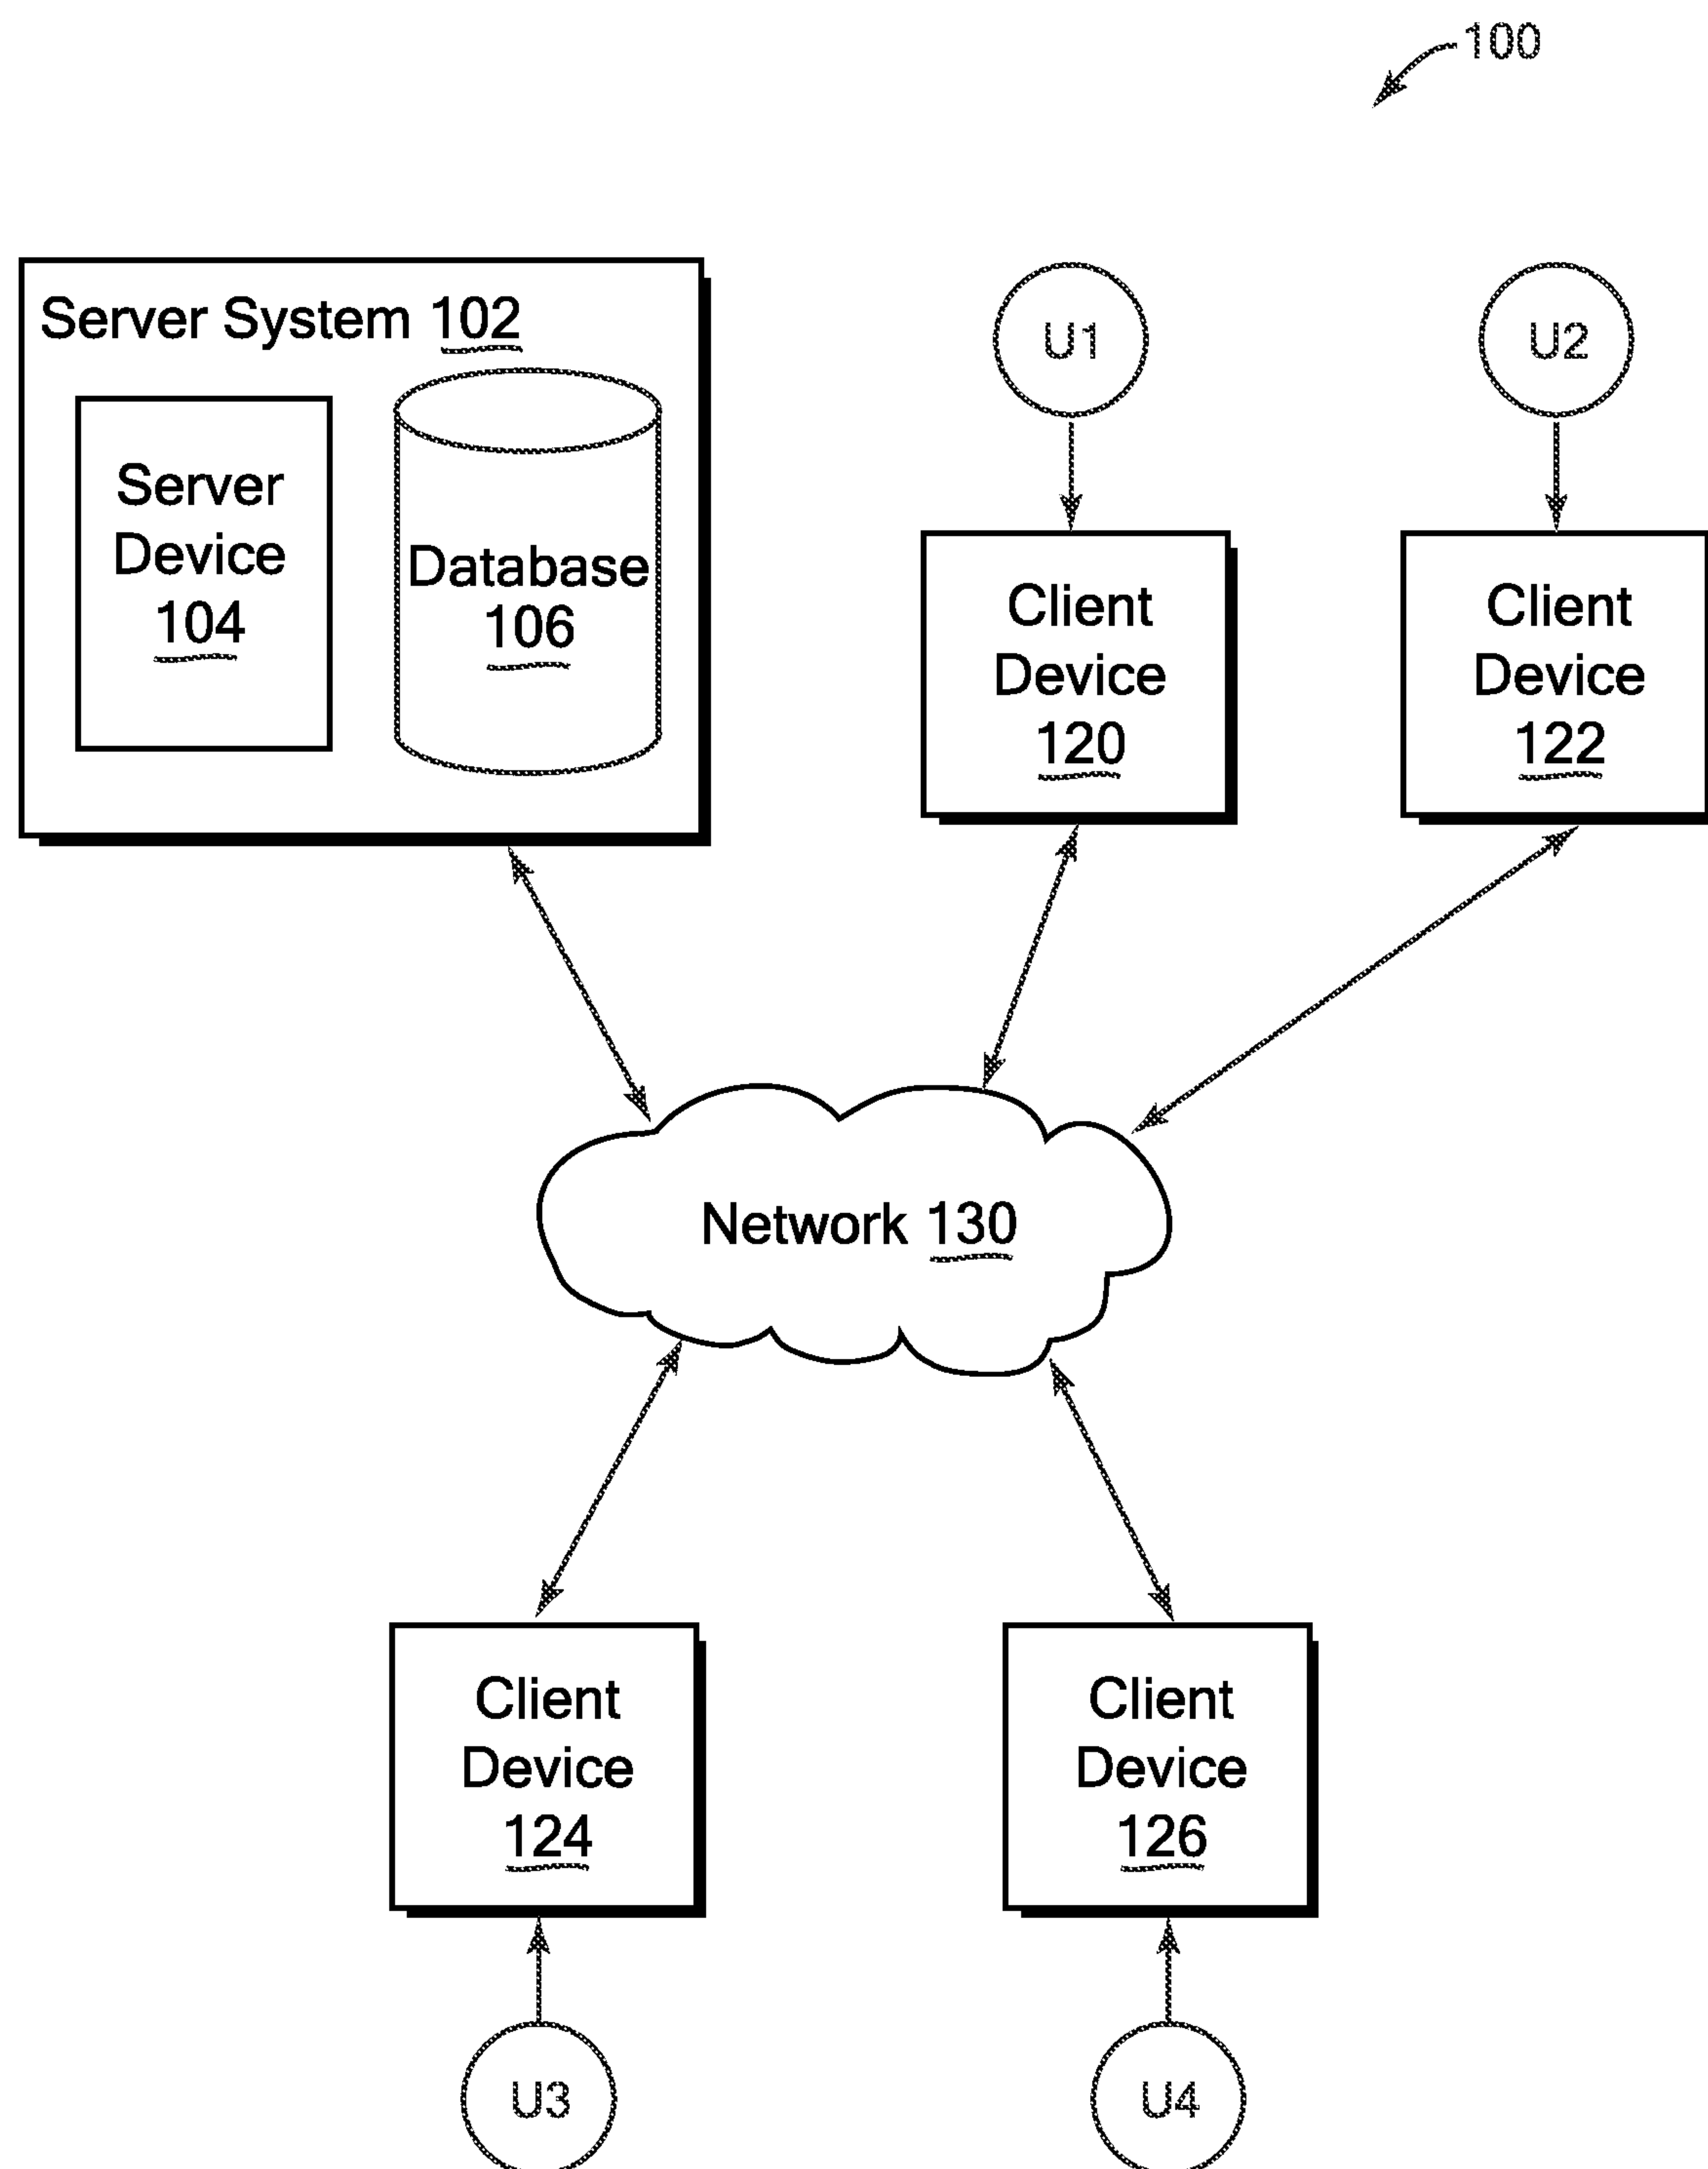 100
Server System 102
Server
Device
104
Database
106
U1
U2
Client
Device
120
Client
Device
122
Network 130
Client
Device
124
Client
Device
126
U3
U4